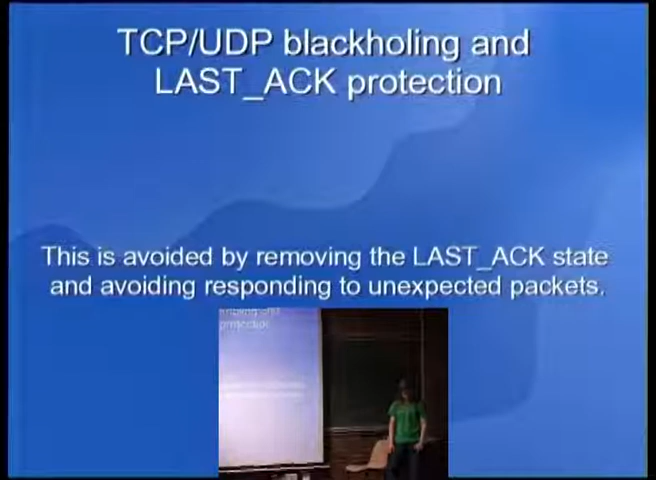 TCP/UDP blackholing and
LAST_ACK protection
This is avoided by removing the LAST_ACK state
and avoiding responding to unexpected packets.
protection